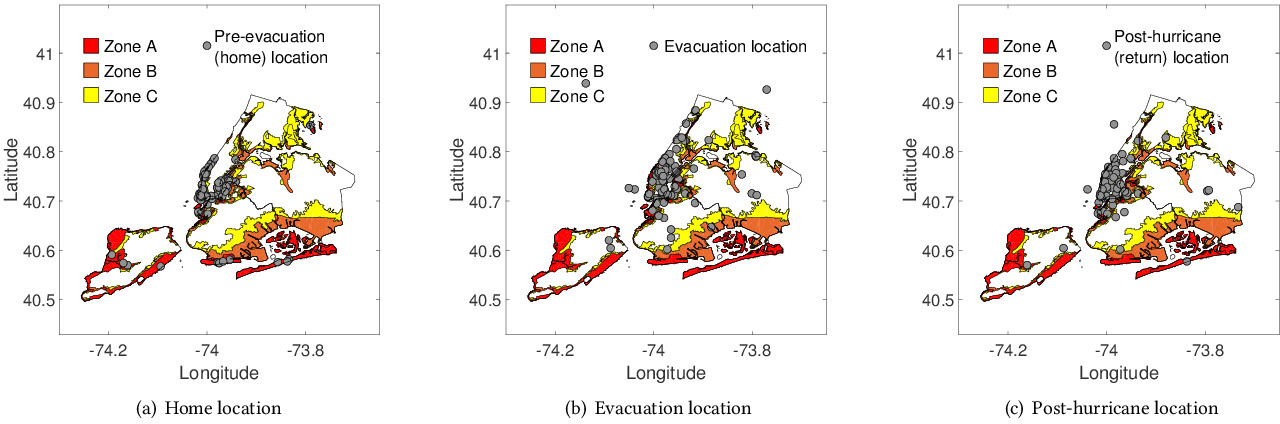 41
40.9
40.8
40.7
40.6
40.5
Latitude
-74.2
-74
-73.8
Longitude
Zone A
Zone B
Zone C
Pre-evacuation
(home) location
(a) Home location
41
40.9
40.8
40.7
40.6
40.5
Latitude
-74.2
-74
-73.8
Longitude
Zone A
Zone B
Zone C
Evacuation location
(b) Evacuation location
41
40.9
40.8
40.7
40.6
40.5
Latitude
-74.2
-74
-73.8
Longitude
Zone A
Zone B
Zone C
Post-hurricane
(return) location
(c) Post-hurricane location